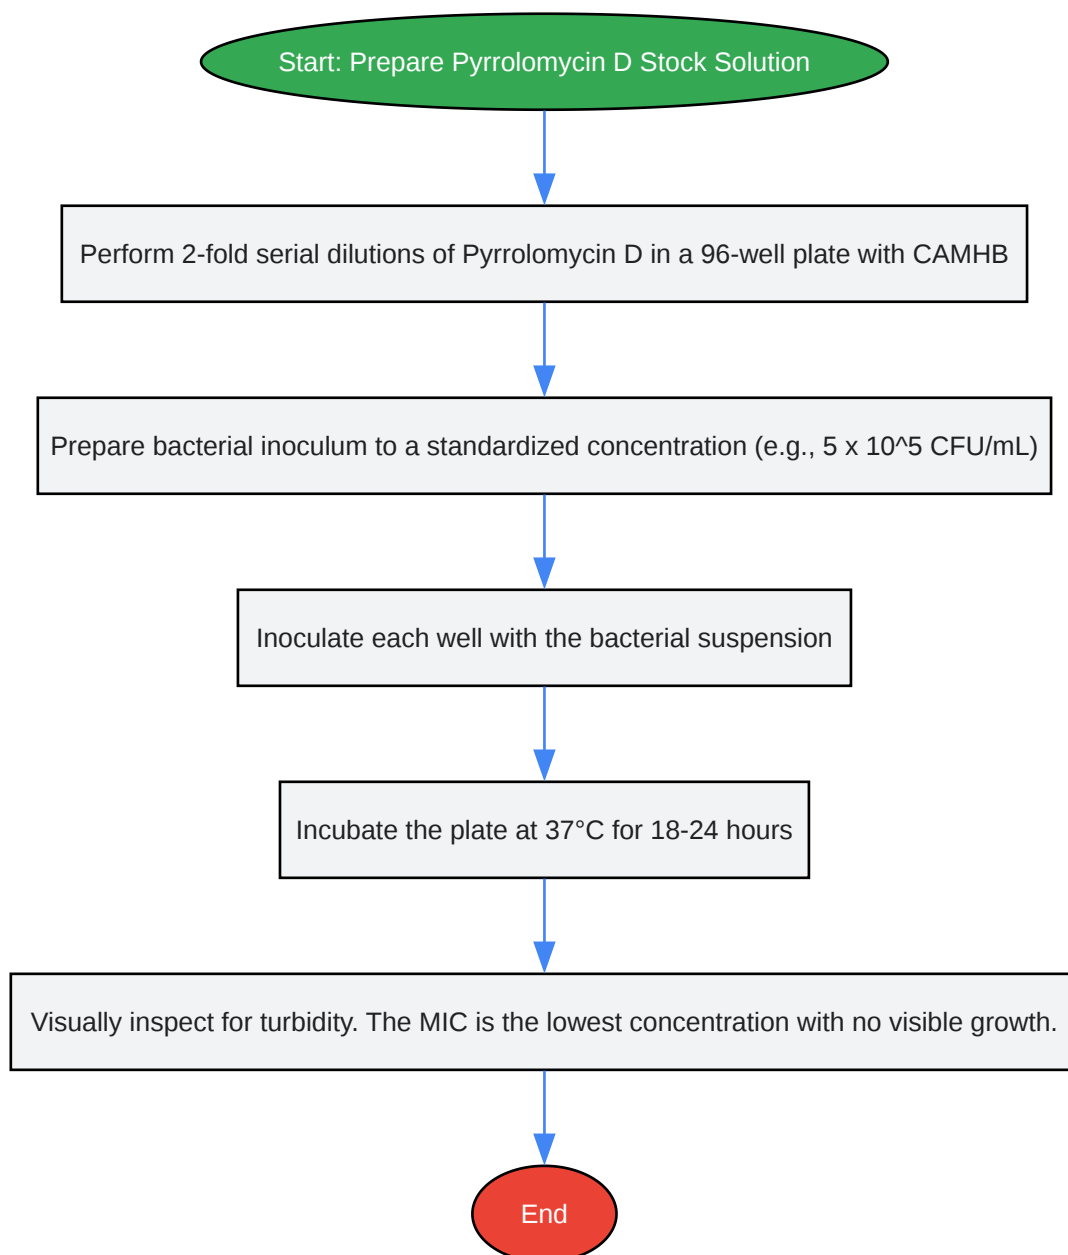 Start: Prepare Pyrrolomycin D Stock Solution
Perform 2-fold serial dilutions of Pyrrolomycin D in a 96-well plate with CAMHB
Prepare bacterial inoculum to a standardized concentration (e.g., 5 x 10^5 CFU/mL)
Inoculate each well with the bacterial suspension
Incubate the plate at 37°C for 18-24 hours
Visually inspect for turbidity. The MIC is the lowest concentration with no visible growth.
End